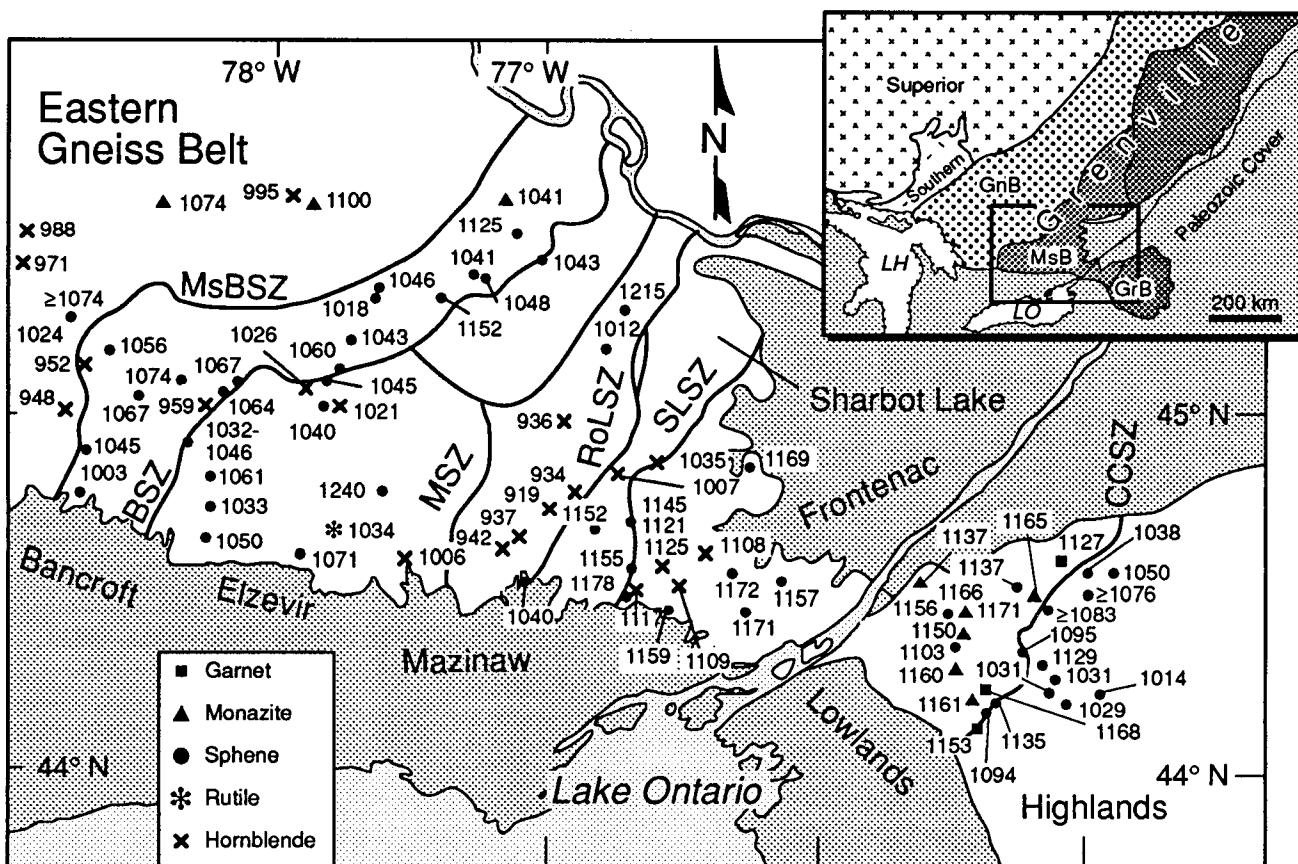 78° W
77° W
Eastern
Gneiss Belt
N
Superior
Southern
GnB
Grenville
MsB
GrB
Paleozoic Cover
LH
LO
200 km
995
1100
1074
1041
1125
988
971
MsBSZ
1046
1041
1043
1048
≥1074
1018
1152
1215
1024
1026
1043
1012
952
1056
1060
1067
1074
1045
948
1067
959
1064
1021
1032-
1046
1040
936
RoLSZ
SLSZ
Sharbot Lake
45° N
1045
1003
BSZ
1061
1033
1050
1240
1034
1071
MSZ
1006
934
919
937
942
1152
1035
1169
1007
1145
1121
1125
1155
1178
1108
1172
1157
1171
1040
1117
1159
1109
Frontenac
CCSZ
1165
1038
1137
1127
1137
1050
1166
≥1076
1156
1171
≥1083
1150
1095
1103
1129
1031
1031
1014
1160
1161
1029
1168
1153
1135
1094
Bancroft
Elzevir
Mazinaw
Lowlands
Highlands
Lake Ontario
44° N
44° N
Garnet
Monazite
Sphene
Rutile
Hornblende